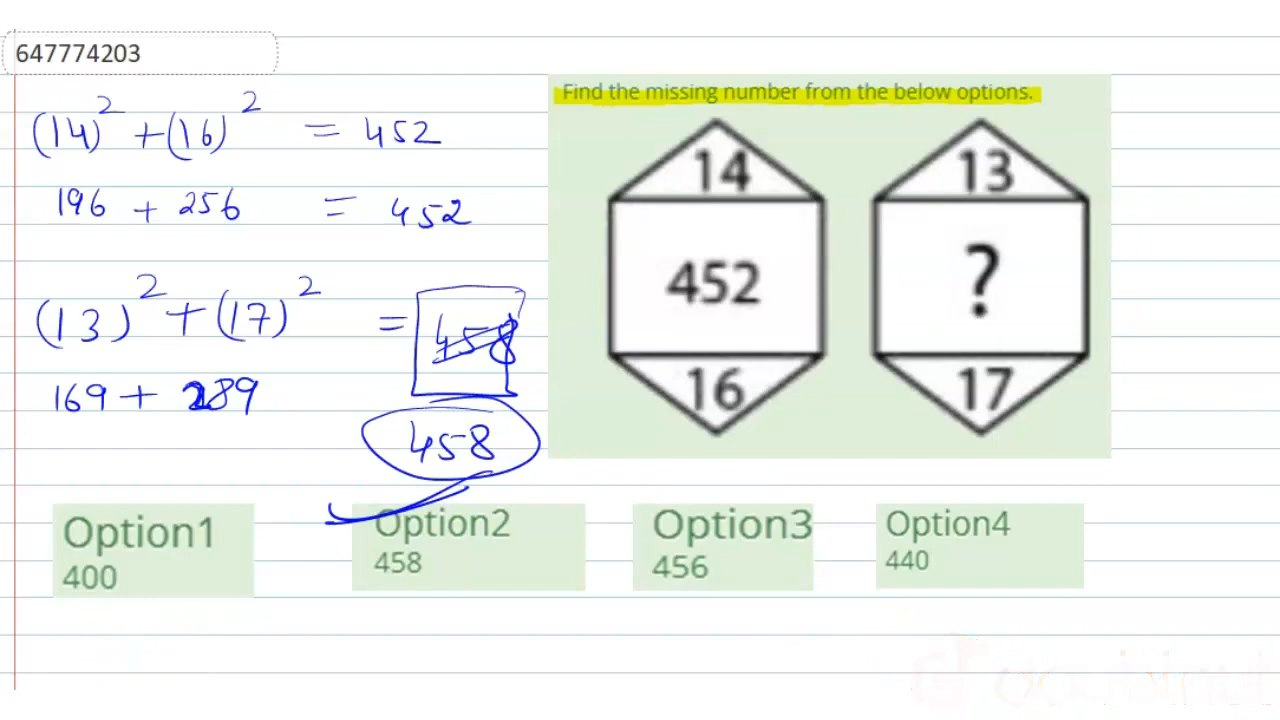 647774203
(14)² + (16)² = 452
196 + 256 = 452
(13)² + (17)² = 458
169 + 289
458
Find the missing number from the below options.
14
452
16
13
?
17
Option1
400
Option2
458
Option3
456
Option4
440